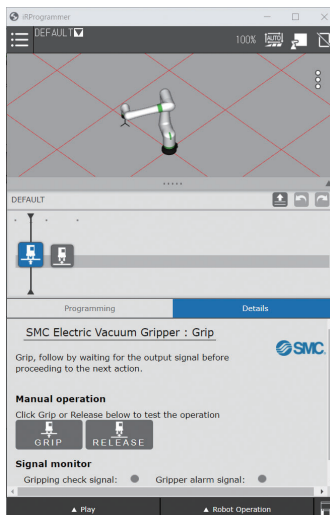 iRProgrammer
DEFAULT
100%
AUTO
DEFAULT
Programming
Details
SMC Electric Vacuum Gripper : Grip
SMC.
Grip, follow by waiting for the output signal before
proceeding to the next action.
Manual operation
Click Grip or Release below to test the operation
GRIP
RELEASE
Signal monitor
Gripping check signal:
Gripper alarm signal:
Play
Robot Operation